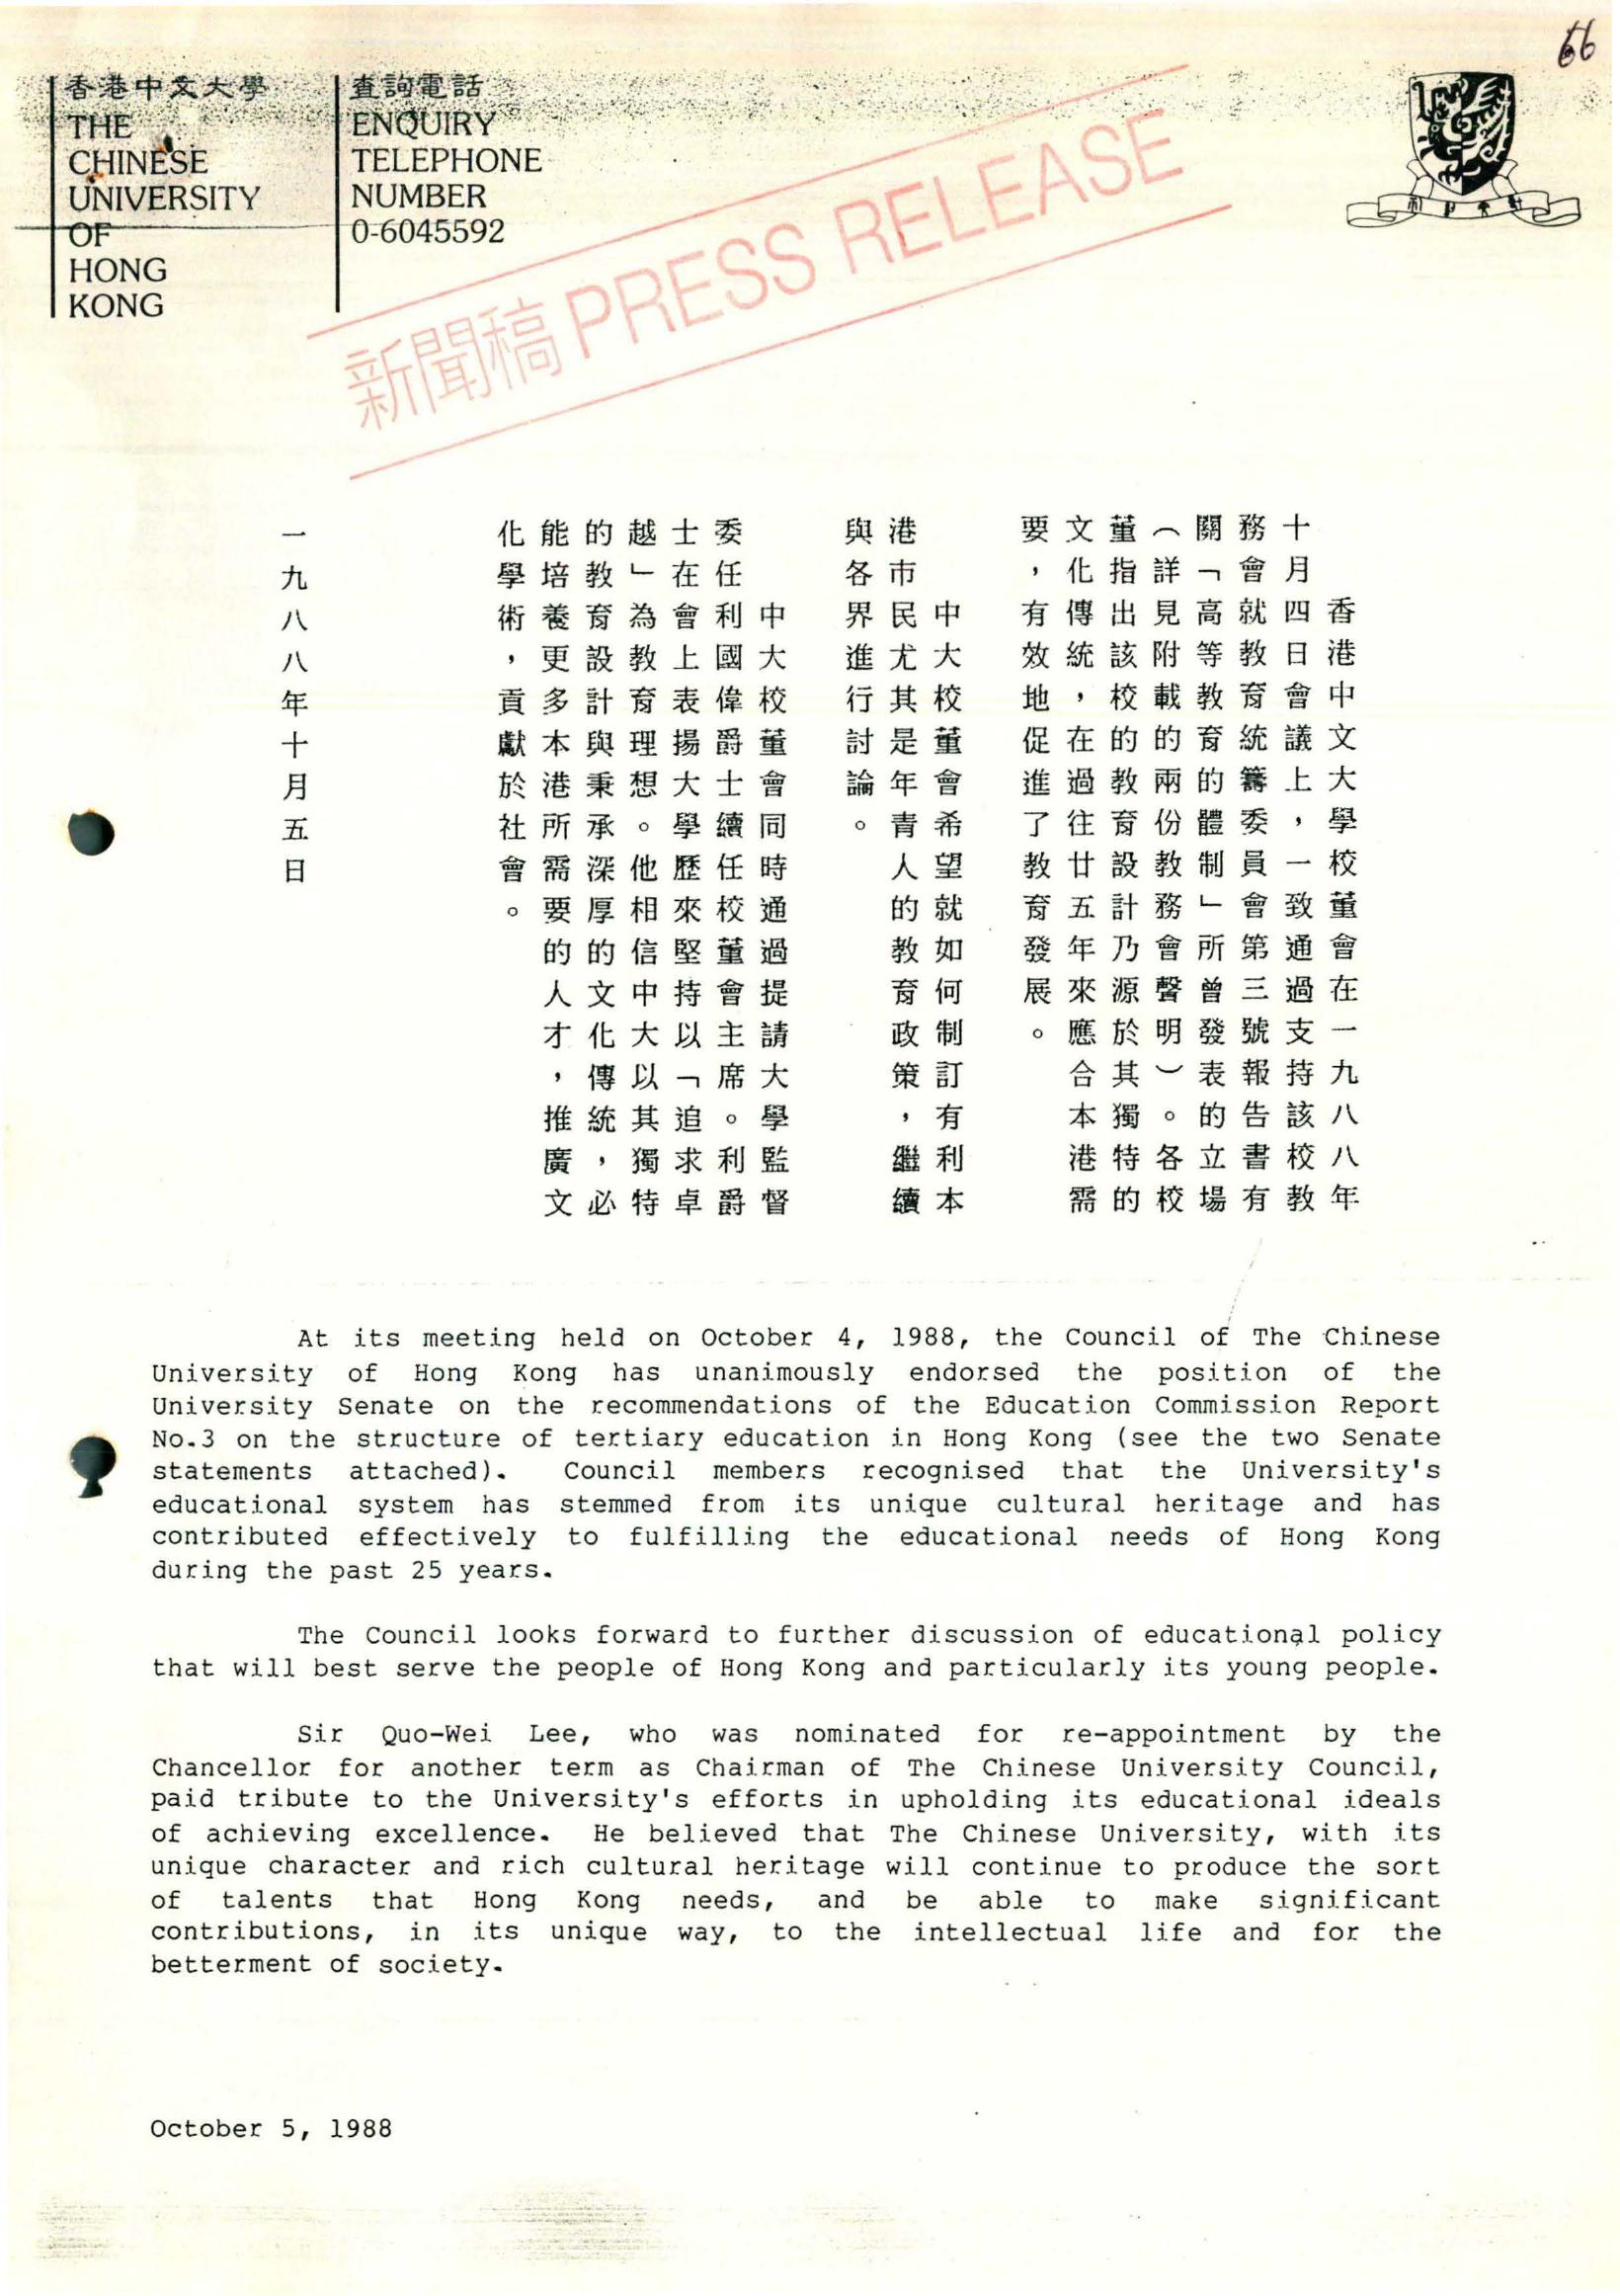 66
香港中文大學
THE
CHINESE
UNIVERSITY
OF
HONG
KONG
查詢電話
ENQUIRY
TELEPHONE
NUMBER
0-6045592
新聞稿 PRESS RELEASE
香港中文大學校董會在一九八八年
十月四日會議上，一致通過支持該校教
務會就教育統籌委員會第三號報告書有
關「高等教育的體制」所曾發表的立場
（詳見附載的兩份教務會聲明）。各校
董指出該校的教育設計乃源於其獨特的
文化傳統，在過往廿五年來應合本港需
要，有效地促進了教育發展。
中大校董會希望就如何制訂有利本
港市民尤其是年青人的教育政策，繼續
與各界進行討論。
中大校董會同時通過提請大學監督
委任利國偉爵士續任校董會主席。利爵
士在會上表揚大學歷來堅持以「追求卓
越」為教育理想。他相信中大以其獨特
的教育設計與秉承深厚的文化傳統，必
能培養更多本港所需要的人才，推廣文
化學術，貢獻於社會。
一九八八年十月五日
At its meeting held on October 4, 1988, the Council of The Chinese
University of Hong Kong has unanimously endorsed the position of the
University Senate on the recommendations of the Education Commission Report
No.3 on the structure of tertiary education in Hong Kong (see the two Senate
statements attached). Council members recognised that the University's
educational system has stemmed from its unique cultural heritage and has
contributed effectively to fulfilling the educational needs of Hong Kong
during the past 25 years.
The Council looks forward to further discussion of educational policy
that will best serve the people of Hong Kong and particularly its young people.
Sir Quo-Wei Lee, who was nominated for re-appointment by the
Chancellor for another term as Chairman of The Chinese University Council,
paid tribute to the University's efforts in upholding its educational ideals
of achieving excellence. He believed that The Chinese University, with its
unique character and rich cultural heritage will continue to produce the sort
of talents that Hong Kong needs, and be able to make significant
contributions, in its unique way, to the intellectual life and for the
betterment of society.
October 5, 1988